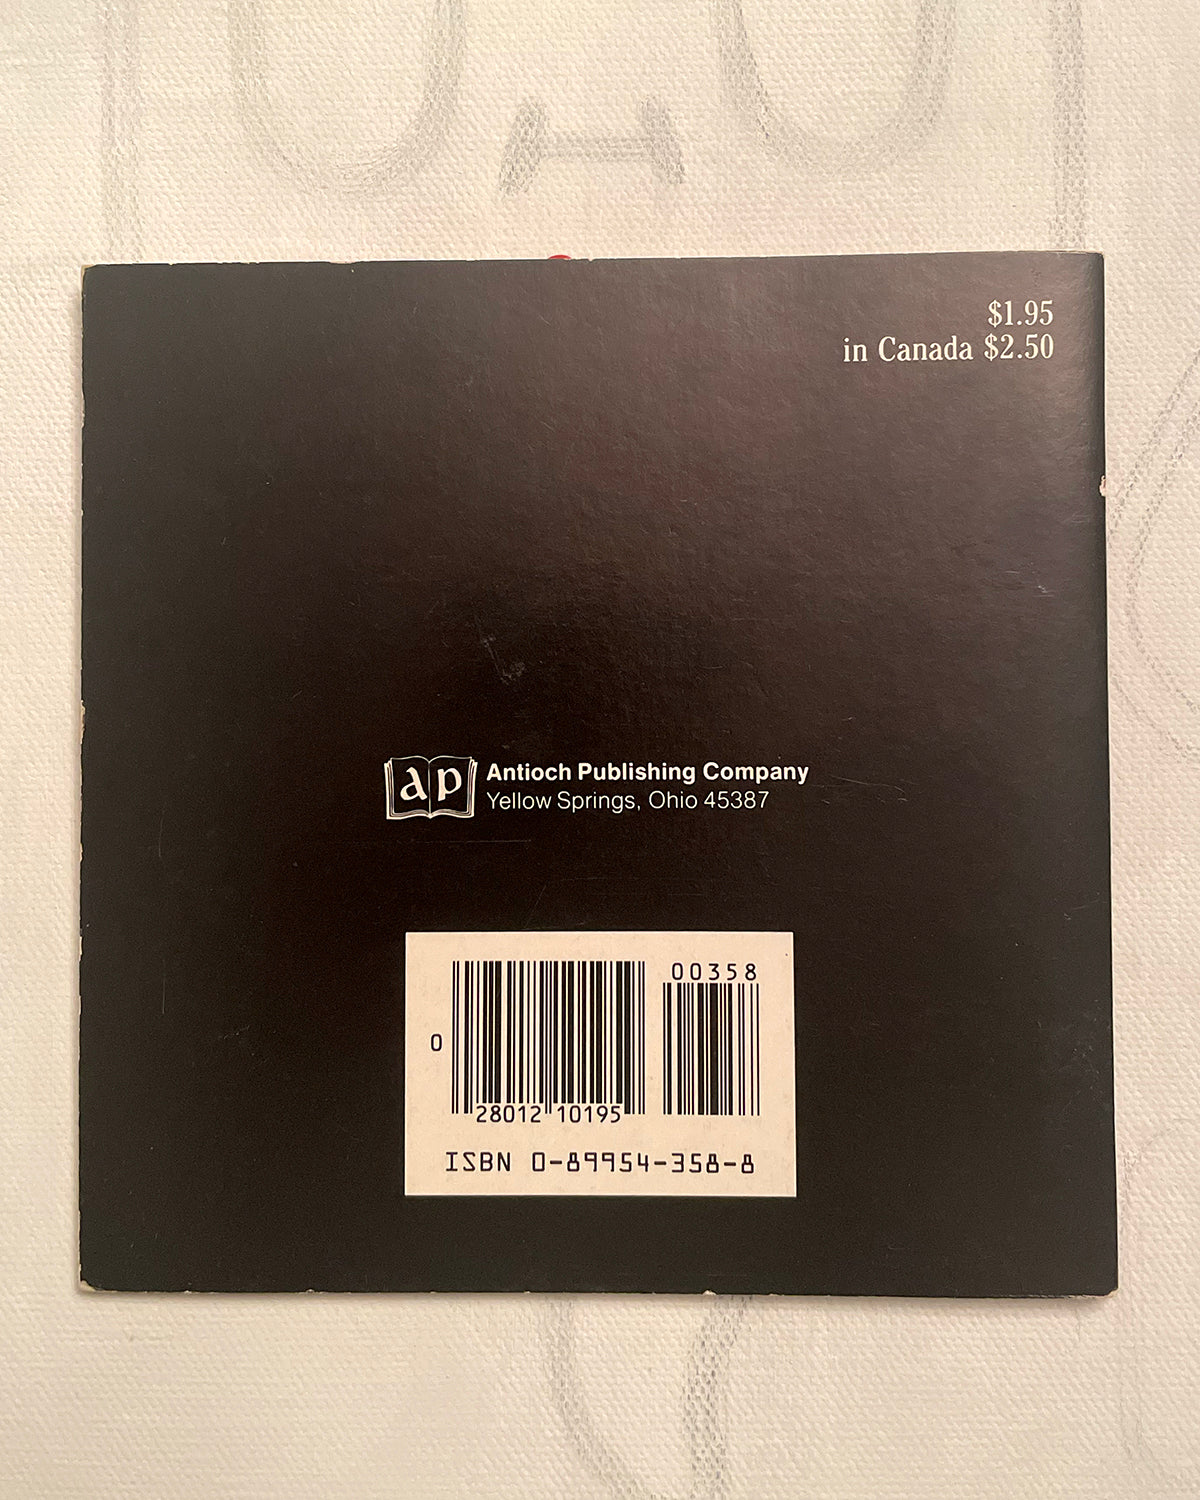 $1.95
in Canada $2.50
ap
Antioch Publishing Company
Yellow Springs, Ohio 45387
00358
0
28012 10195
ISBN 0-89954-358-8